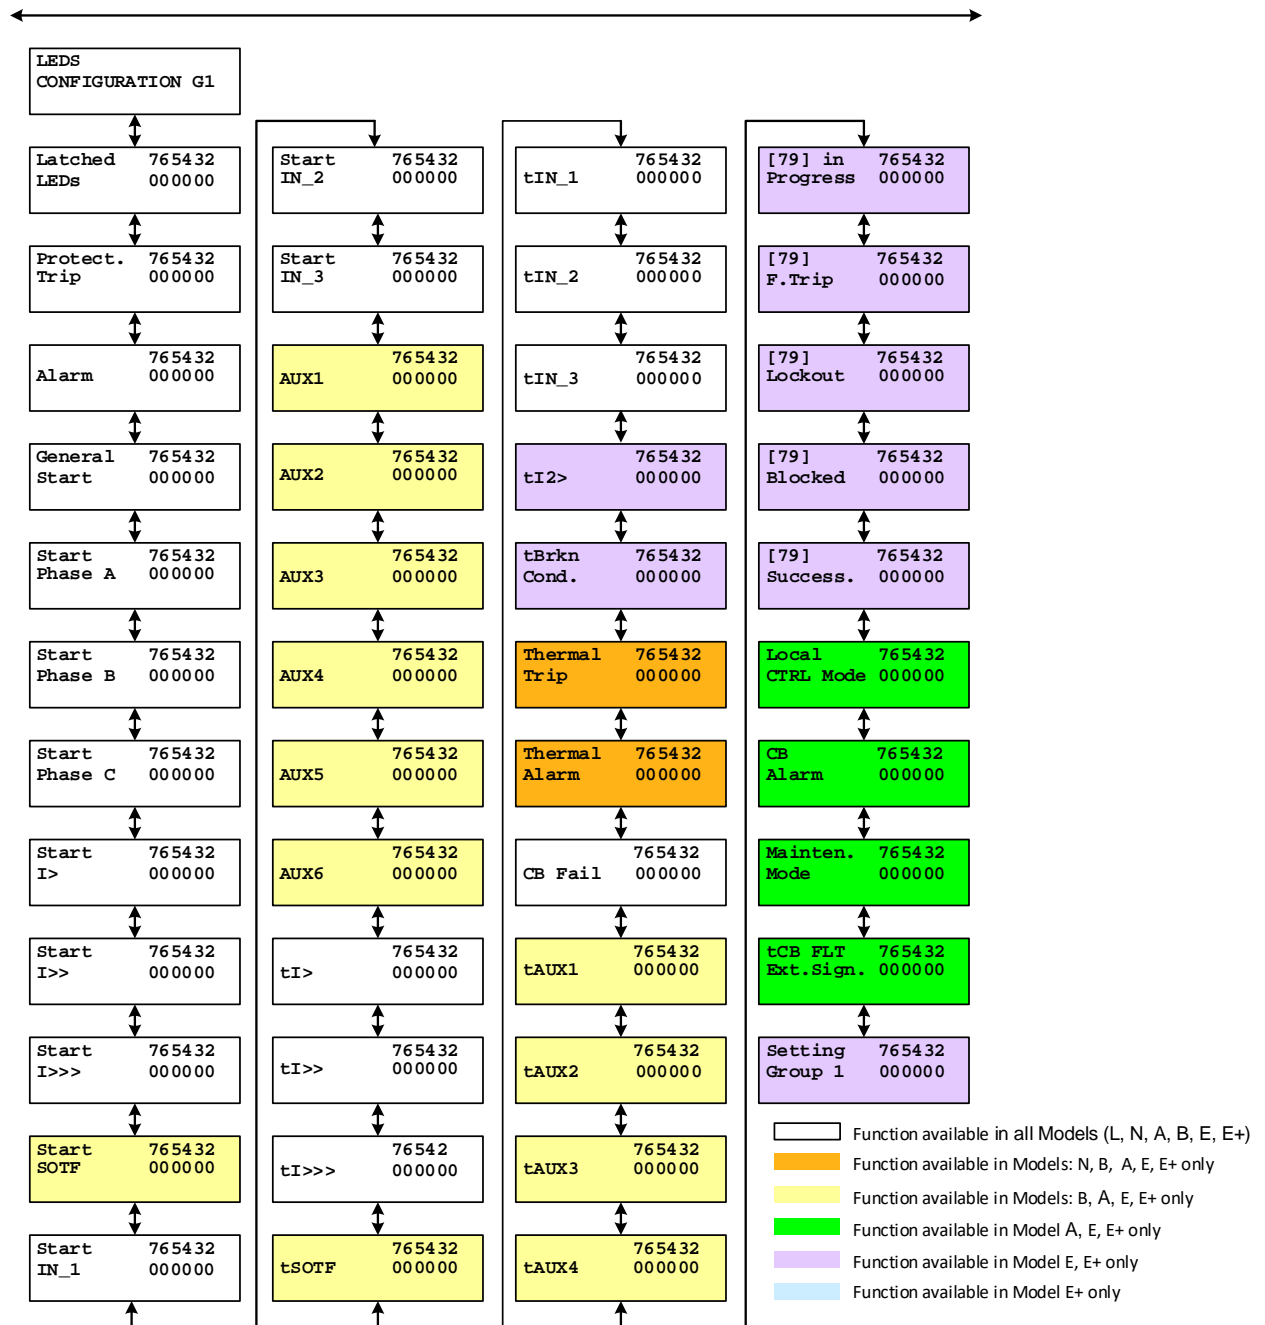 LEDS
CONFIGURATION G1
Latched 765432
LEDs 000000
Protect. 765432
Trip 000000
765432
Alarm 000000
General 765432
Start 000000
Start 765432
Phase A 000000
Start 765432
Phase B 000000
Start 765432
Phase C 000000
Start 765432
I> 000000
Start 765432
I>> 000000
Start 765432
I>>> 000000
Start 765432
SOTF 000000
Start 765432
IN_1 000000
Start 765432
IN_2 000000
Start 765432
IN_3 000000
765432
AUX1 000000
765432
AUX2 000000
765432
AUX3 000000
765432
AUX4 000000
765432
AUX5 000000
765432
AUX6 000000
765432
tI> 000000
765432
tI>> 000000
76542
tI>>> 000000
765432
tSOTF 000000
765432
tIN_1 000000
765432
tIN_2 000000
765432
tIN_3 000000
765432
tI2> 000000
tBrkn 765432
Cond. 000000
Thermal 765432
Trip 000000
Thermal 765432
Alarm 000000
765432
CB Fail 000000
765432
tAUX1 000000
765432
tAUX2 000000
765432
tAUX3 000000
765432
tAUX4 000000
[79] in 765432
Progress 000000
[79] 765432
F.Trip 000000
[79] 765432
Lockout 000000
[79] 765432
Blocked 000000
[79] 765432
Success. 000000
Local 765432
CTRL Mode 000000
CB 765432
Alarm 000000
Mainten. 765432
Mode 000000
tCB FLT 765432
Ext.Sign. 000000
Setting 765432
Group 1 000000
Function available in all Models (L, N, A, B, E, E+)
Function available in Models: N, B, A, E, E+ only
Function available in Models: B, A, E, E+ only
Function available in Model A, E, E+ only
Function available in Model E, E+ only
Function available in Model E+ only